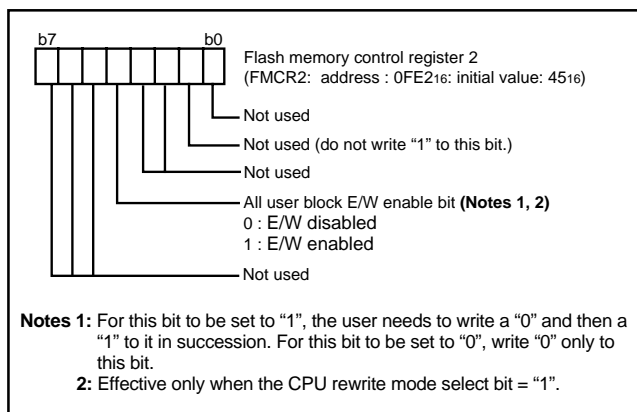 b7 b0
Flash memory control register 2
(FMCR2: address : 0FE216: initial value: 4516)
Not used
Not used (do not write “1” to this bit.)
Not used
All user block E/W enable bit (Notes 1, 2)
0 : E/W disabled
1 : E/W enabled
Not used
Notes 1: For this bit to be set to “1”, the user needs to write a “0” and then a
“1” to it in succession. For this bit to be set to “0”, write “0” only to
this bit.
2: Effective only when the CPU rewrite mode select bit = “1”.